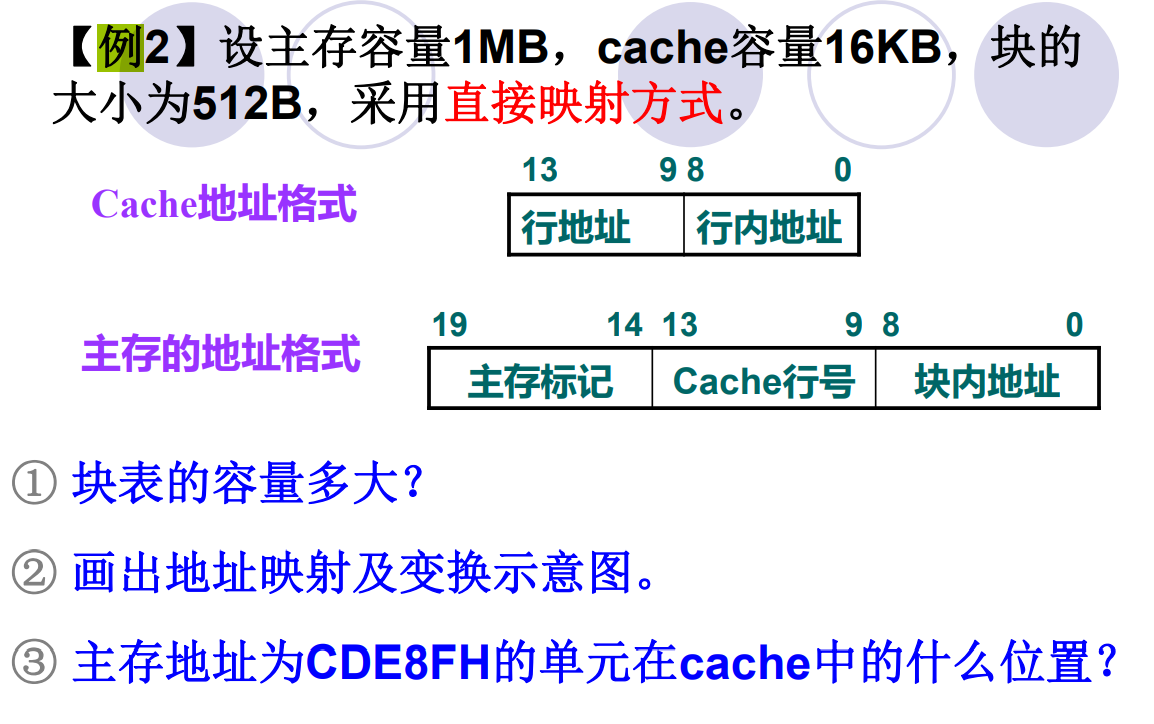 【例2】设主存容量1MB，cache容量16KB，块的
大小为512B，采用直接映射方式。
13 9 8 0
Cache地址格式
行地址 行内地址
19 14 13 9 8 0
主存的地址格式
主存标记 Cache行号 块内地址
① 块表的容量多大？
② 画出地址映射及变换示意图。
③ 主存地址为CDE8FH的单元在cache中的什么位置？